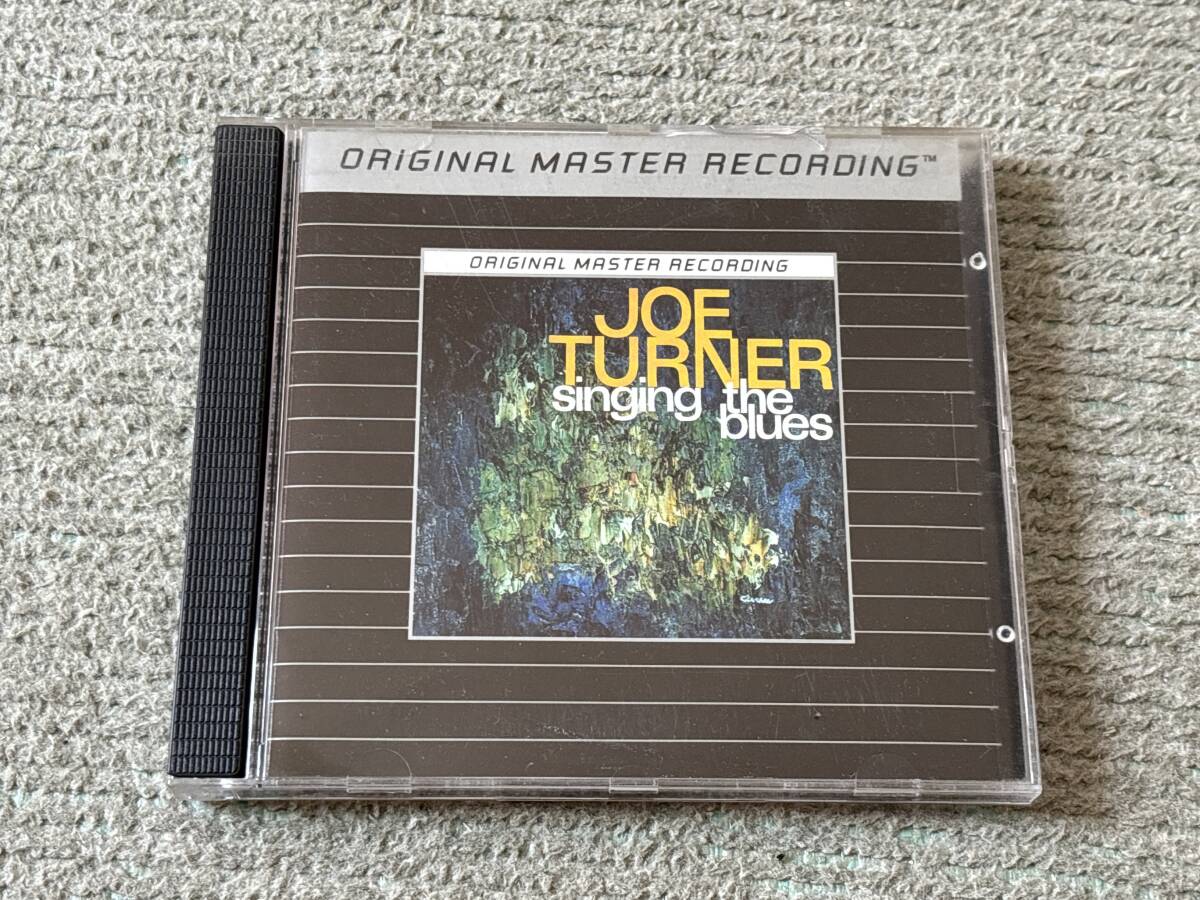 ORIGINAL MASTER RECORDING™
ORIGINAL MASTER RECORDING
JOE
TURNER
singing the
blues